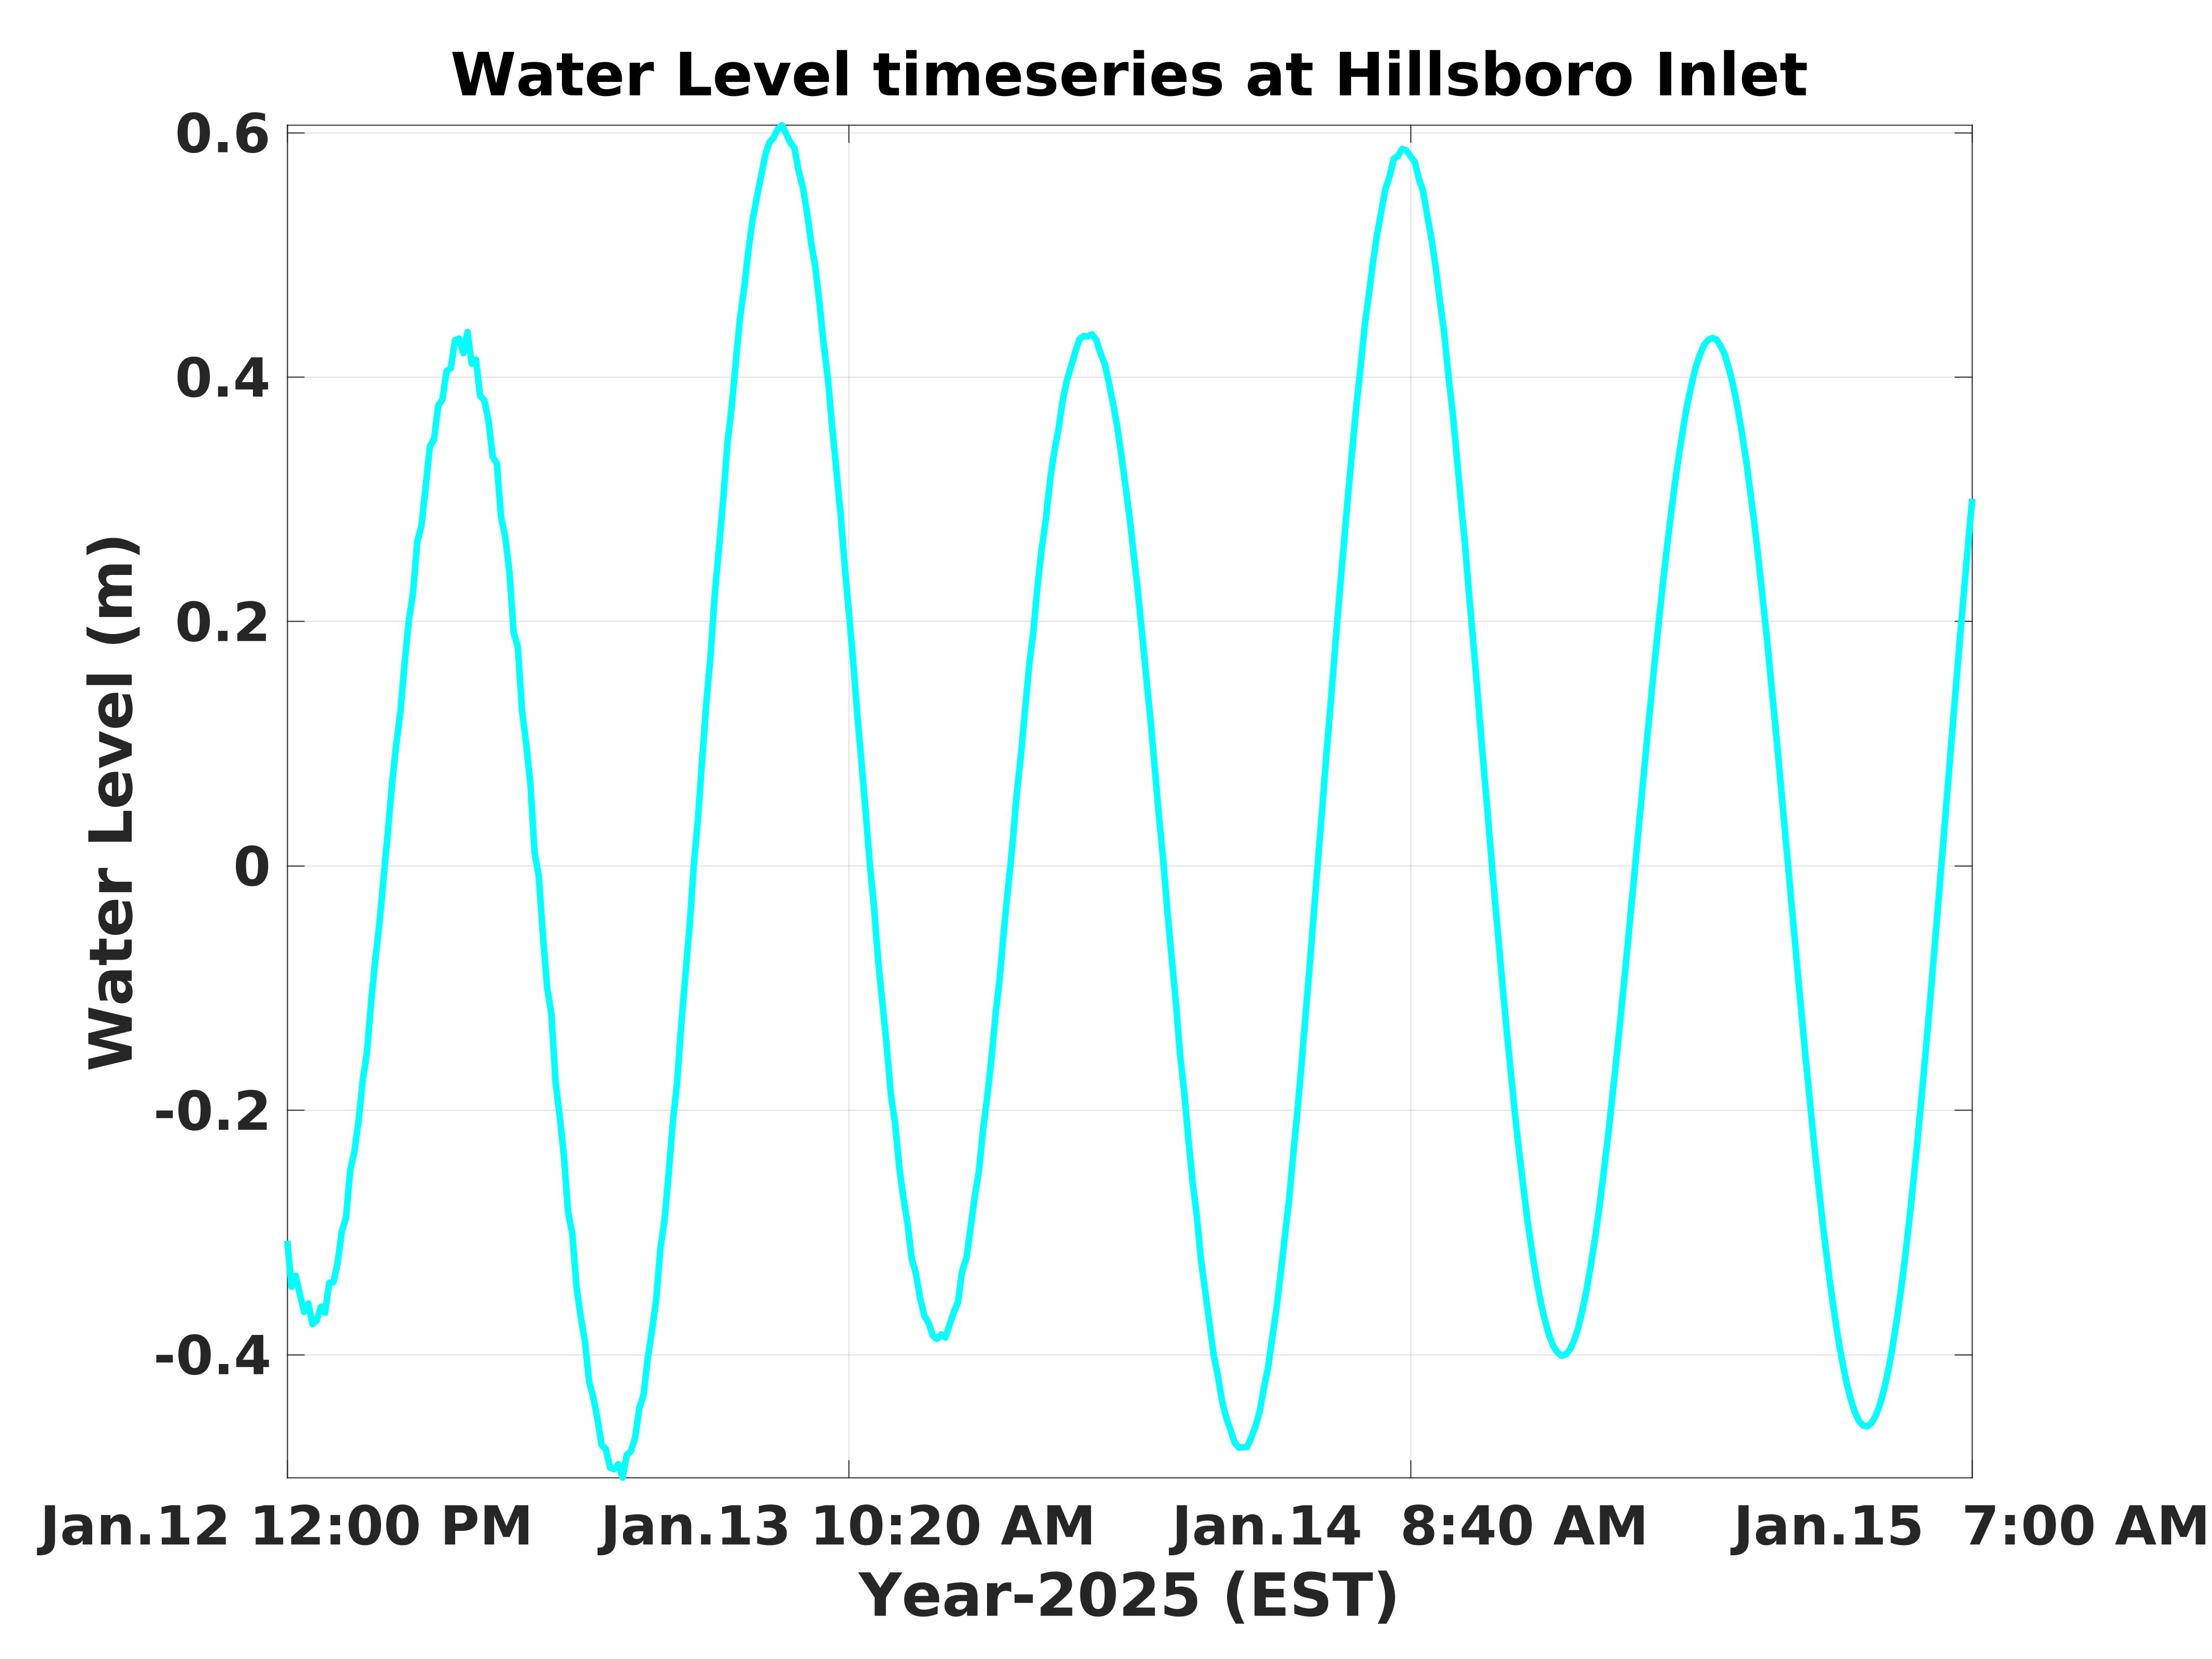 Water Level timeseries at Hillsboro Inlet
0.6
0.4
0.2
0
-0.2
-0.4
Water Level (m)
Jan.12 12:00 PM Jan.13 10:20 AM Jan.14 8:40 AM Jan.15 7:00 AM
Year-2025 (EST)